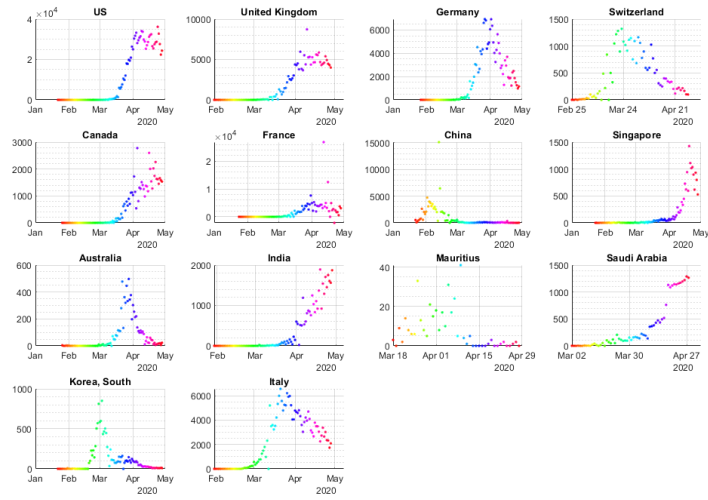 US
× 10⁴
4
2
0
Jan Feb Mar Apr May
2020
United Kingdom
10000
5000
0
Feb Mar Apr May
2020
Germany
6000
4000
2000
0
Jan Feb Mar Apr May
2020
Switzerland
1500
1000
500
0
Feb 25 Mar 24 Apr 21
2020
Canada
3000
2000
1000
0
Jan Feb Mar Apr May
2020
France
× 10⁴
2
1
0
Jan Feb Mar Apr May
2020
China
15000
10000
5000
0
Jan Feb Mar Apr May
2020
Singapore
1500
1000
500
0
Jan Feb Mar Apr May
2020
Australia
600
400
200
0
Jan Feb Mar Apr May
2020
India
2000
1000
0
Feb Mar Apr May
2020
Mauritius
40
20
0
Mar 18 Apr 01 Apr 15 Apr 29
2020
Saudi Arabia
1500
1000
500
0
Mar 02 Mar 30 Apr 27
2020
Korea, South
1000
500
0
Jan Feb Mar Apr May
2020
Italy
6000
4000
2000
0
Feb Mar Apr May
2020